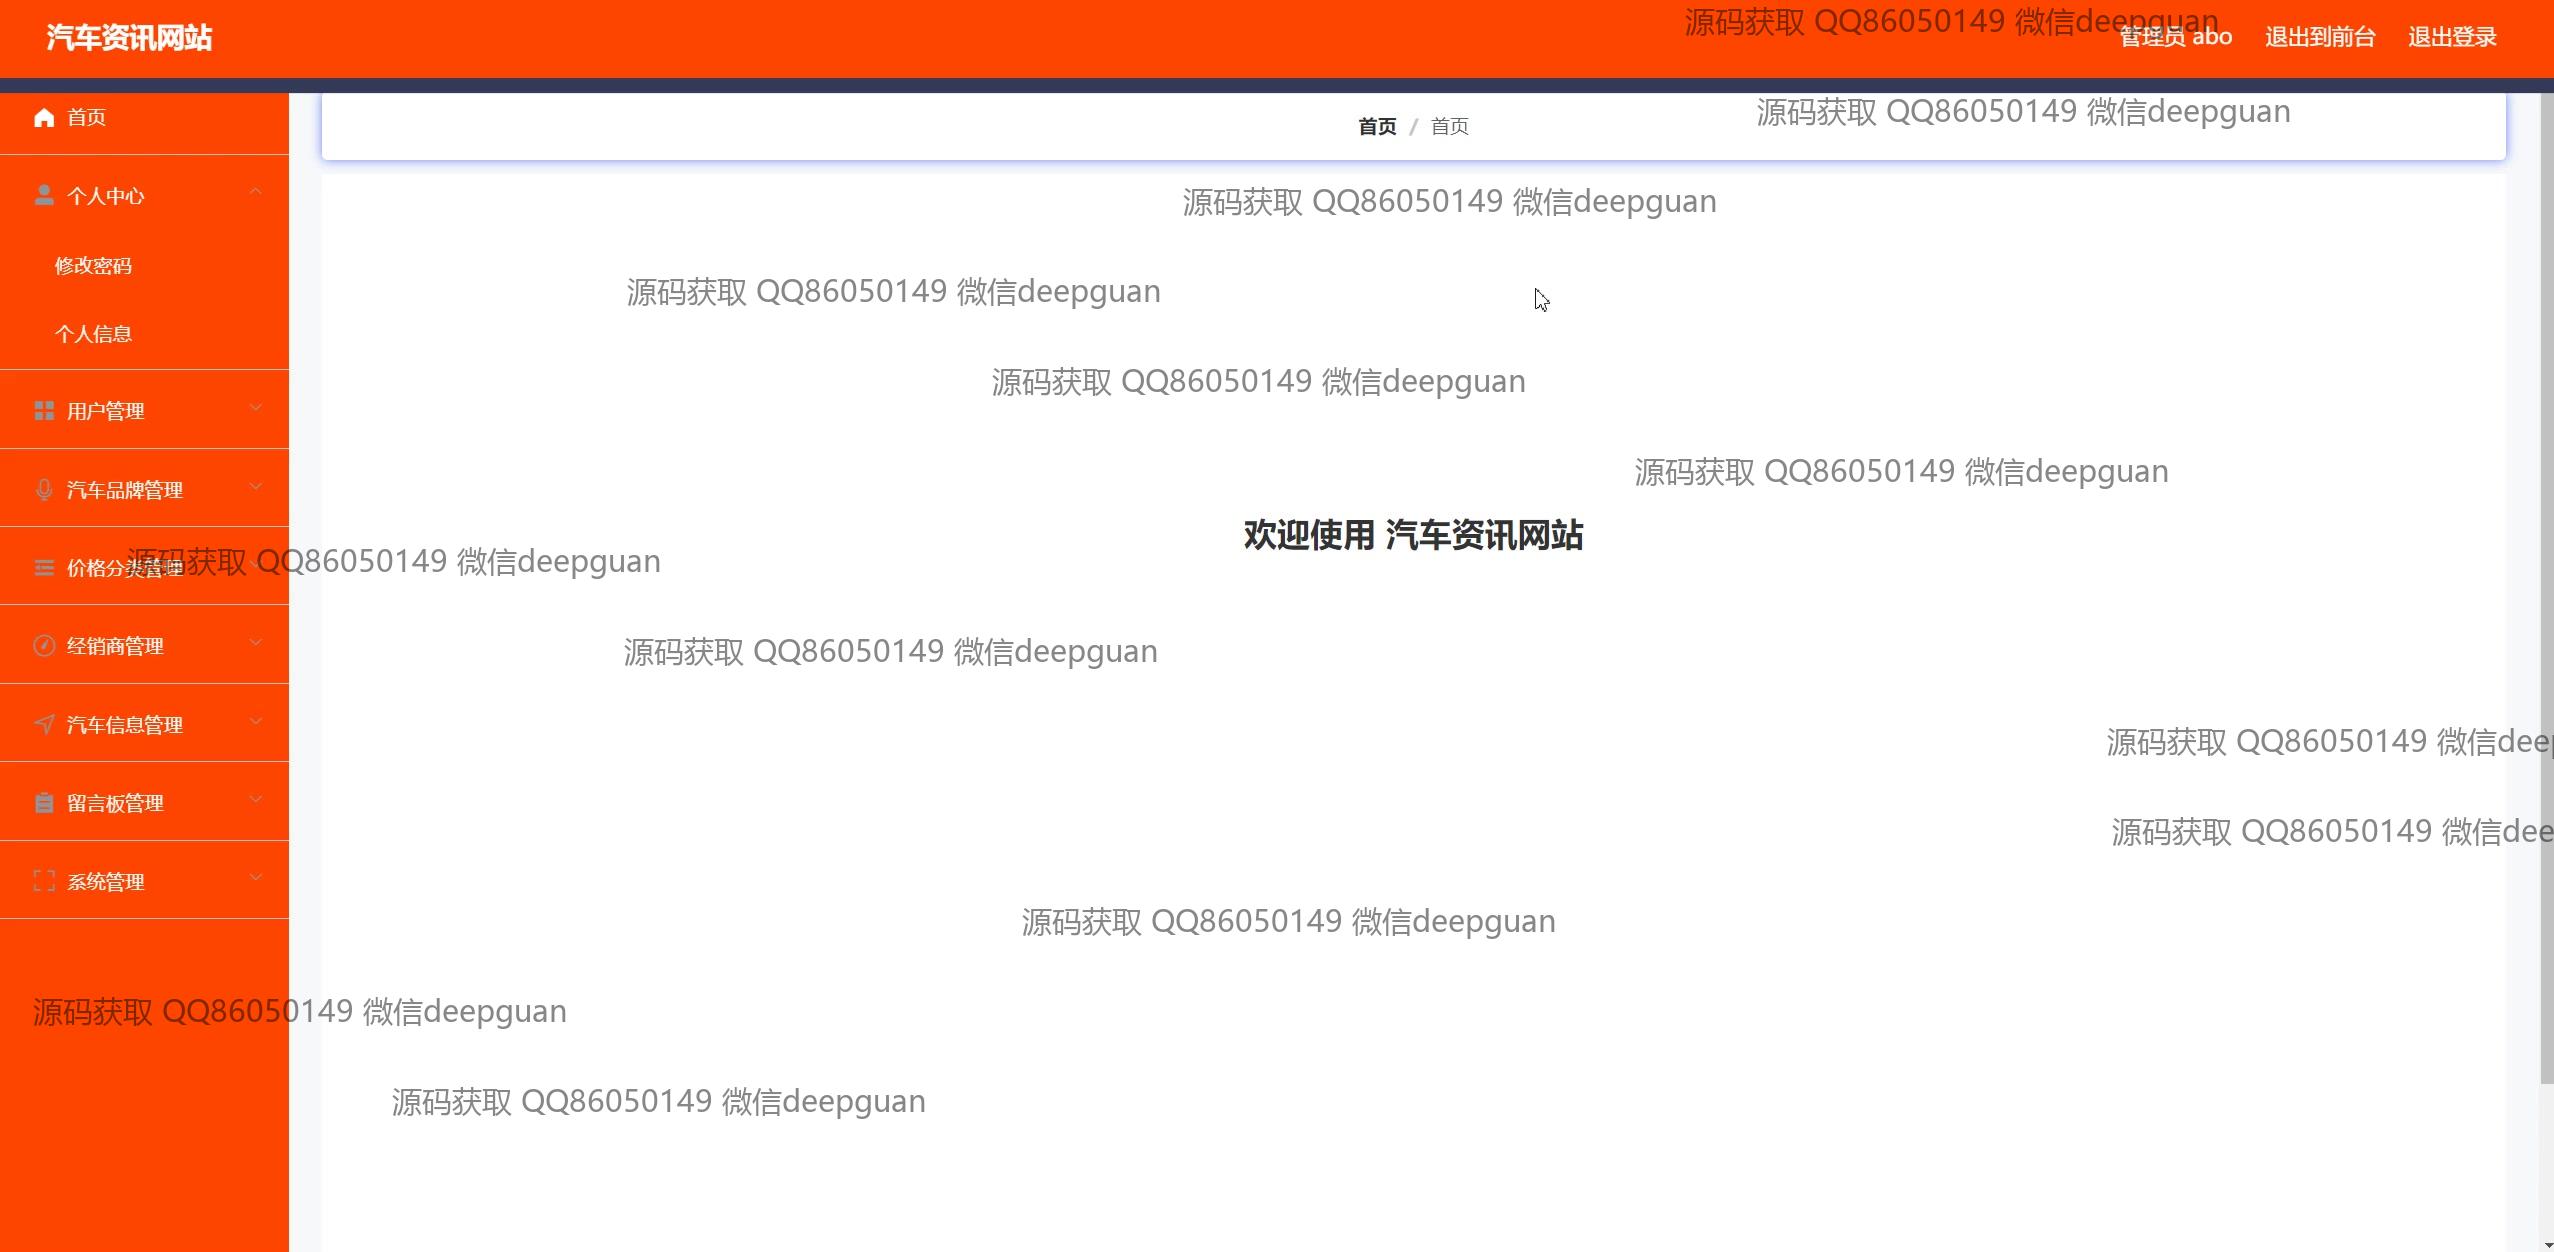 汽车资讯网站
源码获取 QQ86050149 微信deepguan
管理员 abo 退出到前台 退出登录
首页
首页 / 首页
源码获取 QQ86050149 微信deepguan
个人中心
源码获取 QQ86050149 微信deepguan
修改密码
源码获取 QQ86050149 微信deepguan
个人信息
源码获取 QQ86050149 微信deepguan
用户管理
源码获取 QQ86050149 微信deepguan
汽车品牌管理
欢迎使用 汽车资讯网站
价格分类管理
源码获取 QQ86050149 微信deepguan
经销商管理
源码获取 QQ86050149 微信deepguan
汽车信息管理
源码获取 QQ86050149 微信deep
留言板管理
源码获取 QQ86050149 微信dee
系统管理
源码获取 QQ86050149 微信deepguan
源码获取 QQ86050149 微信deepguan
源码获取 QQ86050149 微信deepguan